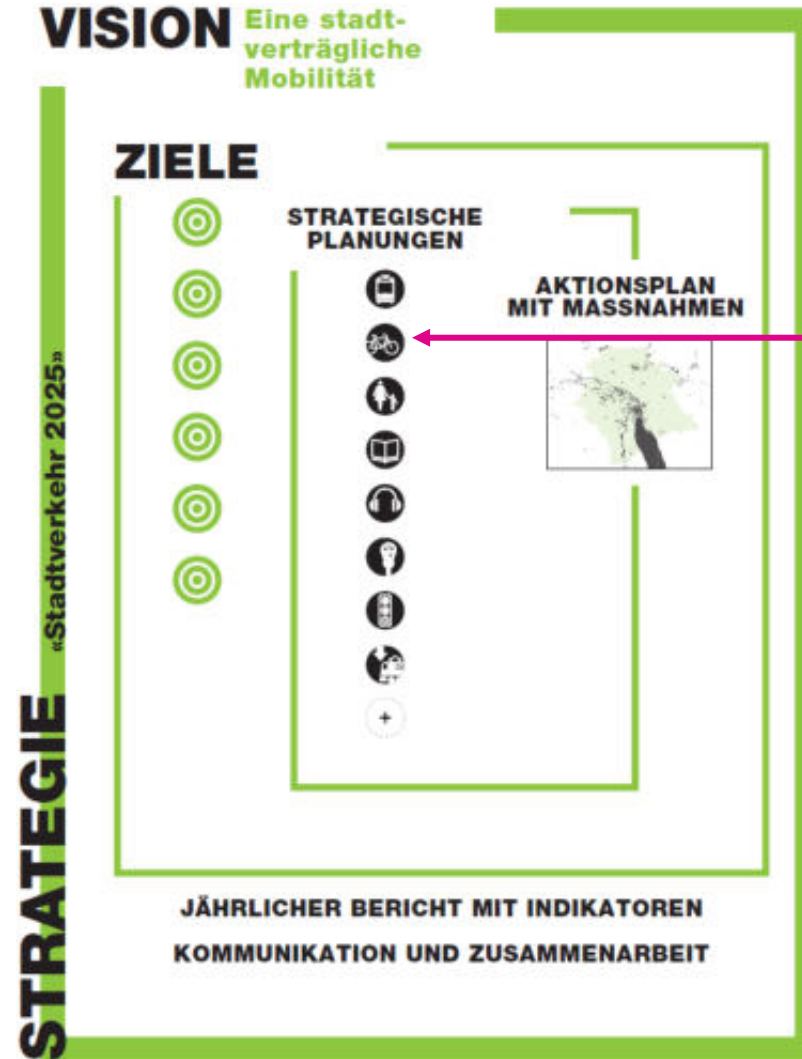 VISION
Eine stadt-
verträgliche
Mobilität
ZIELE
STRATEGISCHE
PLANUNGEN
AKTIONSPLAN
MIT MASSNAHMEN
STRATEGIE «Stadtverkehr 2025»
JÄHRLICHER BERICHT MIT INDIKATOREN
KOMMUNIKATION UND ZUSAMMENARBEIT